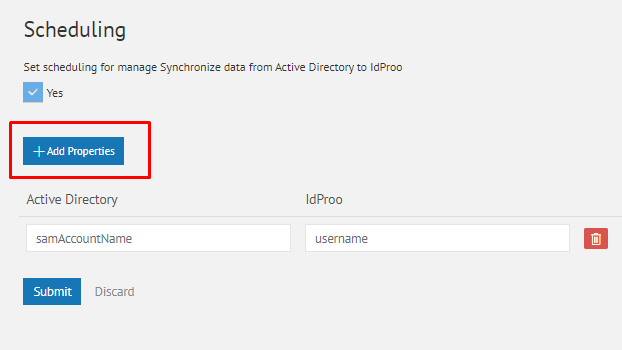 Scheduling
Set scheduling for manage Synchronize data from Active Directory to IdProo
Yes
+ Add Properties
Active Directory IdProo
samAccountName username
Submit Discard